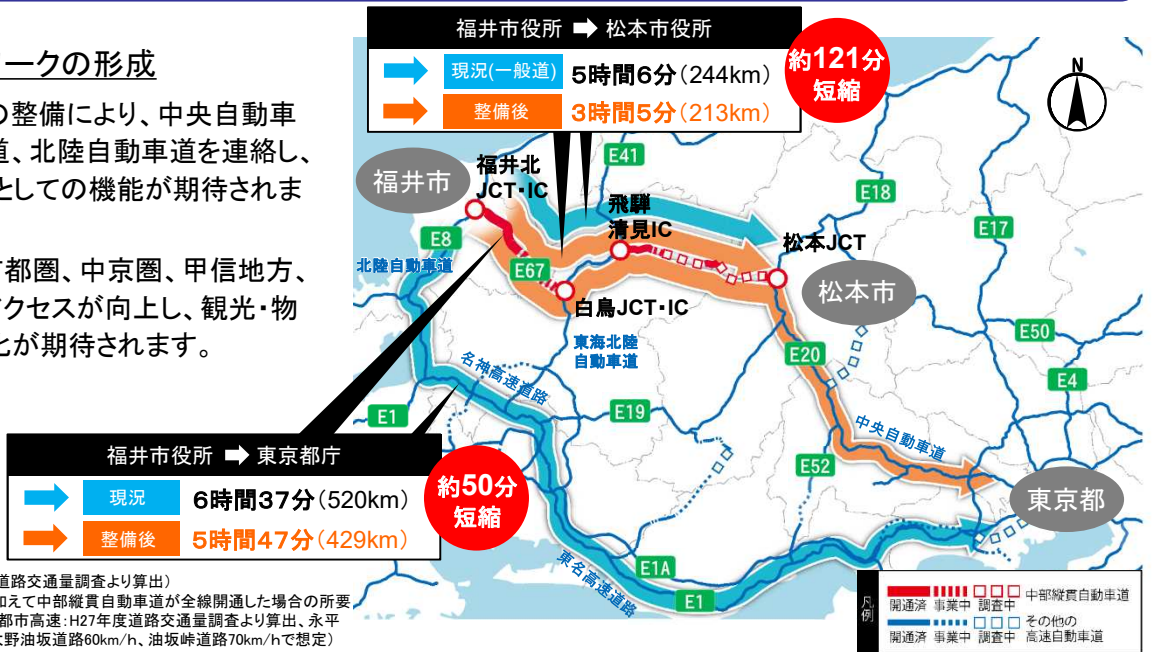 ークの形成
の整備により、中央自動車
道、北陸自動車道を連絡し、
としての機能が期待されま
都圏、中京圏、甲信地方、
アクセスが向上し、観光・物
とが期待されます。
福井市役所 ➡ 松本市役所
現況(一般道) 5時間6分(244km)
整備後 3時間5分(213km)
約121分
短縮
N
福井市
福井北
JCT・IC
E41
飛騨
清見IC
E18
E17
松本JCT
E8
北陸自動車道
E67
白鳥JCT・IC
松本市
東海北陸
自動車道
E50
E20
E4
名神高速道路
E1
E19
中央自動車道
E52
東京都
福井市役所 ➡ 東京都庁
現況 6時間37分(520km)
整備後 5時間47分(429km)
約50分
短縮
E1A
東名高速道路
E1
道路交通量調査より算出)
加えて中部縦貫自動車道が全線開通した場合の所要
都市高速:H27年度道路交通量調査より算出、永平
大野油坂道路60km/h、油坂峠道路70km/hで想定)
凡例
開通済 事業中 調査中 中部縦貫自動車道
開通済 事業中 調査中 その他の
高速自動車道